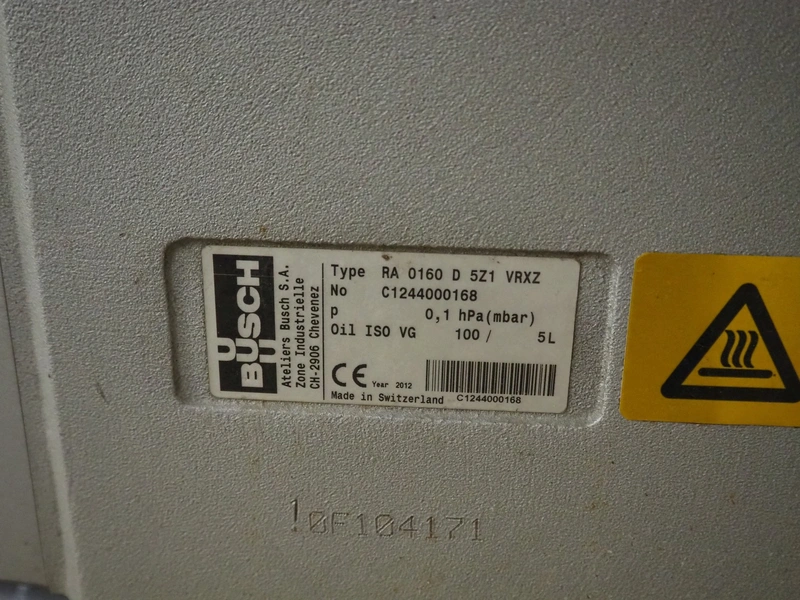 BUSCH
Ateliers Busch S.A.
Zone Industrielle
CH-2906 Chevenez
Type RA 0160 D 5Z1 VRXZ
No C1244000168
p 0,1 hPa(mbar)
Oil ISO VG 100 / 5L
CE Year 2012
Made in Switzerland C1244000168
!0F104171